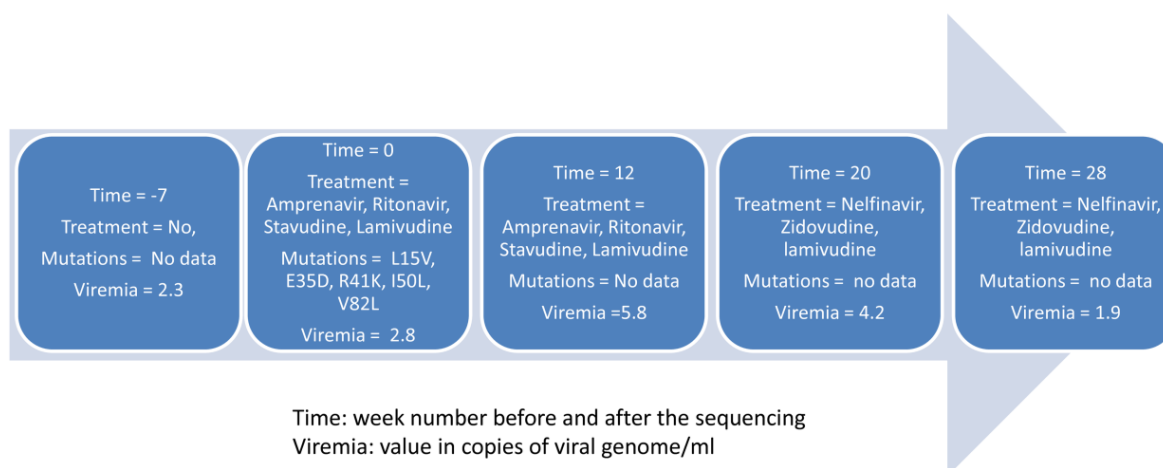 Time = -7
Treatment = No,
Mutations = No data
Viremia = 2.3
Time = 0
Treatment =
Amprenavir, Ritonavir,
Stavudine, Lamivudine
Mutations = L15V,
E35D, R41K, I50L,
V82L
Viremia = 2.8
Time = 12
Treatment =
Amprenavir, Ritonavir,
Stavudine, Lamivudine
Mutations = No data
Viremia =5.8
Time = 20
Treatment = Nelfinavir,
Zidovudine,
lamivudine
Mutations = no data
Viremia = 4.2
Time = 28
Treatment = Nelfinavir,
Zidovudine,
lamivudine
Mutations = no data
Viremia = 1.9
Time: week number before and after the sequencing
Viremia: value in copies of viral genome/ml